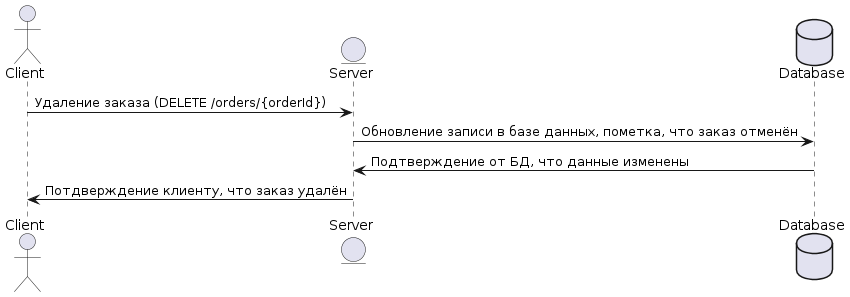 Client
Server
Database
Удаление заказа (DELETE /orders/{orderId})
Обновление записи в базе данных, пометка, что заказ отменён
Подтверждение от БД, что данные изменены
Потдверждение клиенту, что заказ удалён
Client
Server
Database